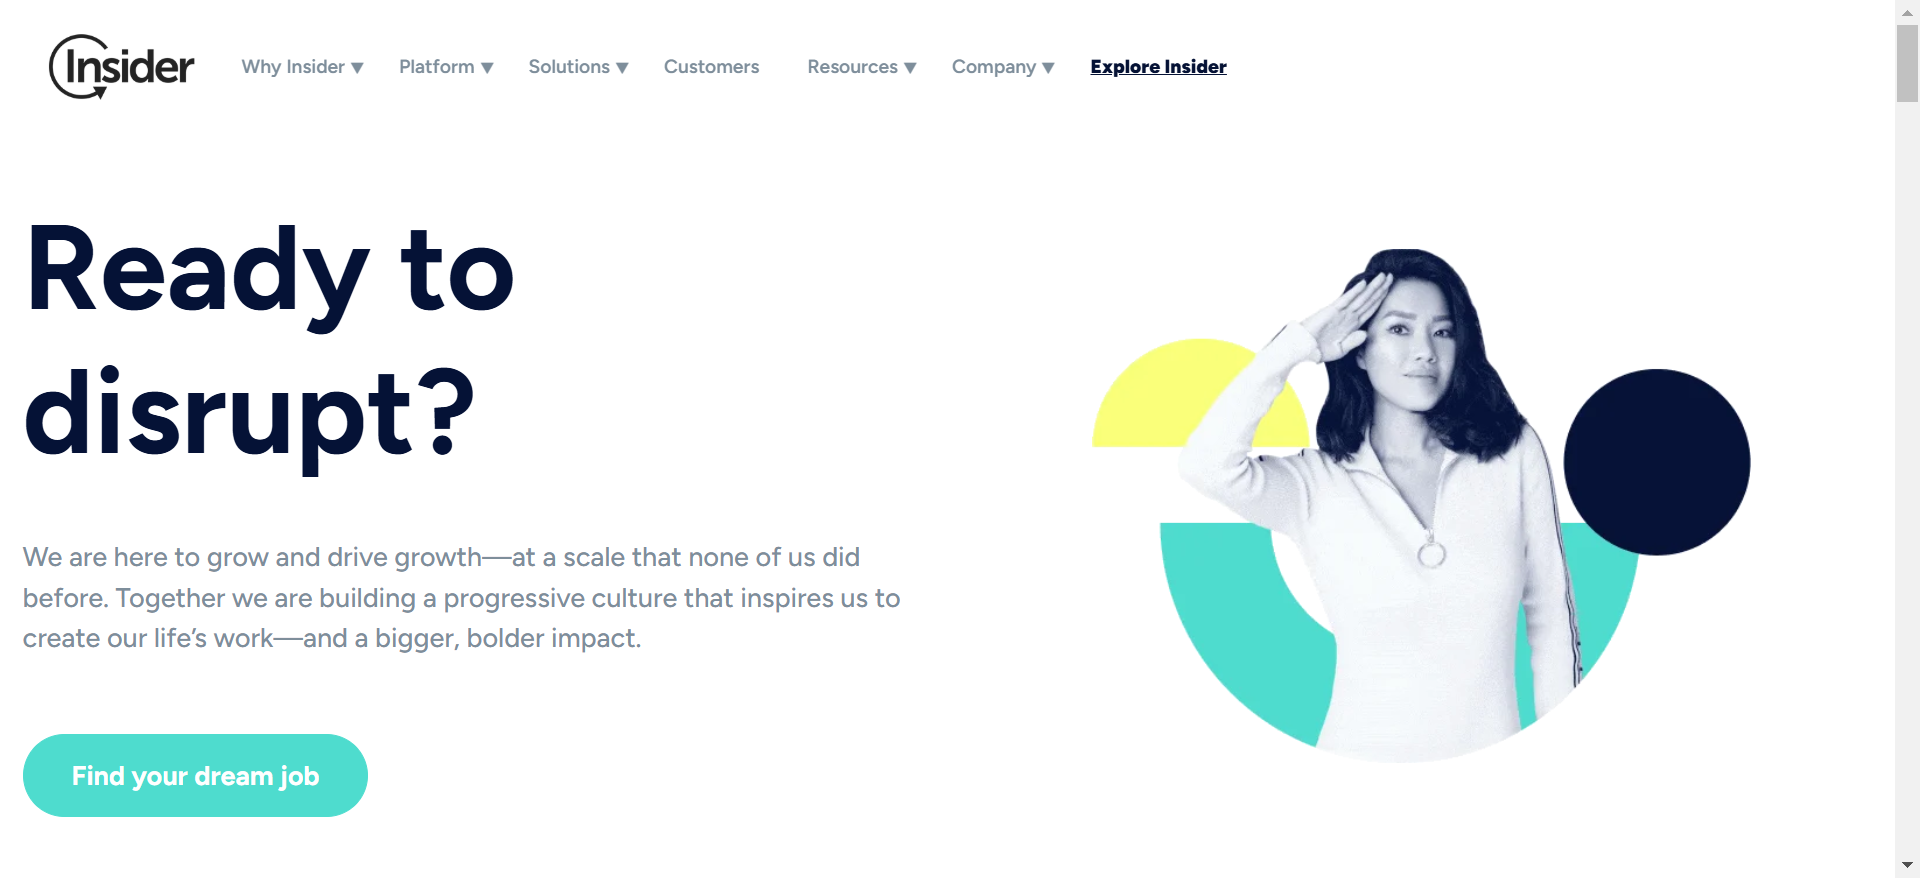 Insider
Why Insider ▼ Platform ▼ Solutions ▼ Customers Resources ▼ Company ▼ Explore Insider
Ready to
disrupt?
We are here to grow and drive growth—at a scale that none of us did
before. Together we are building a progressive culture that inspires us to
create our life’s work—and a bigger, bolder impact.
Find your dream job